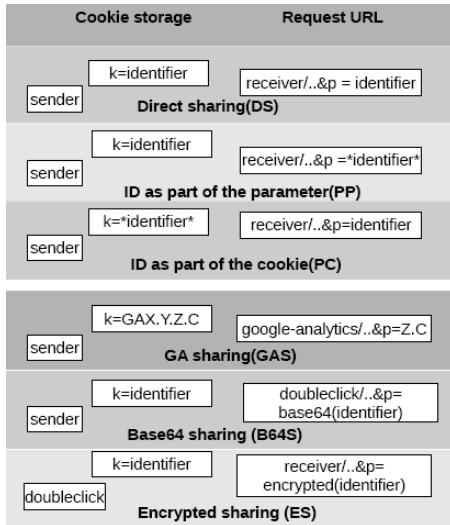 Cookie storage Request URL
k=identifier
receiver/..&p = identifier
sender
Direct sharing(DS)
k=identifier
receiver/..&p =*identifier*
sender
ID as part of the parameter(PP)
k=*identifier*
receiver/..&p=identifier
sender
ID as part of the cookie(PC)
k=GAX.Y.Z.C
google-analytics/..&p=Z.C
sender
GA sharing(GAS)
k=identifier
doubleclick/..&p=
base64(identifier)
sender
Base64 sharing (B64S)
k=identifier
receiver/..&p=
encrypted(identifier)
doubleclick
Encrypted sharing (ES)